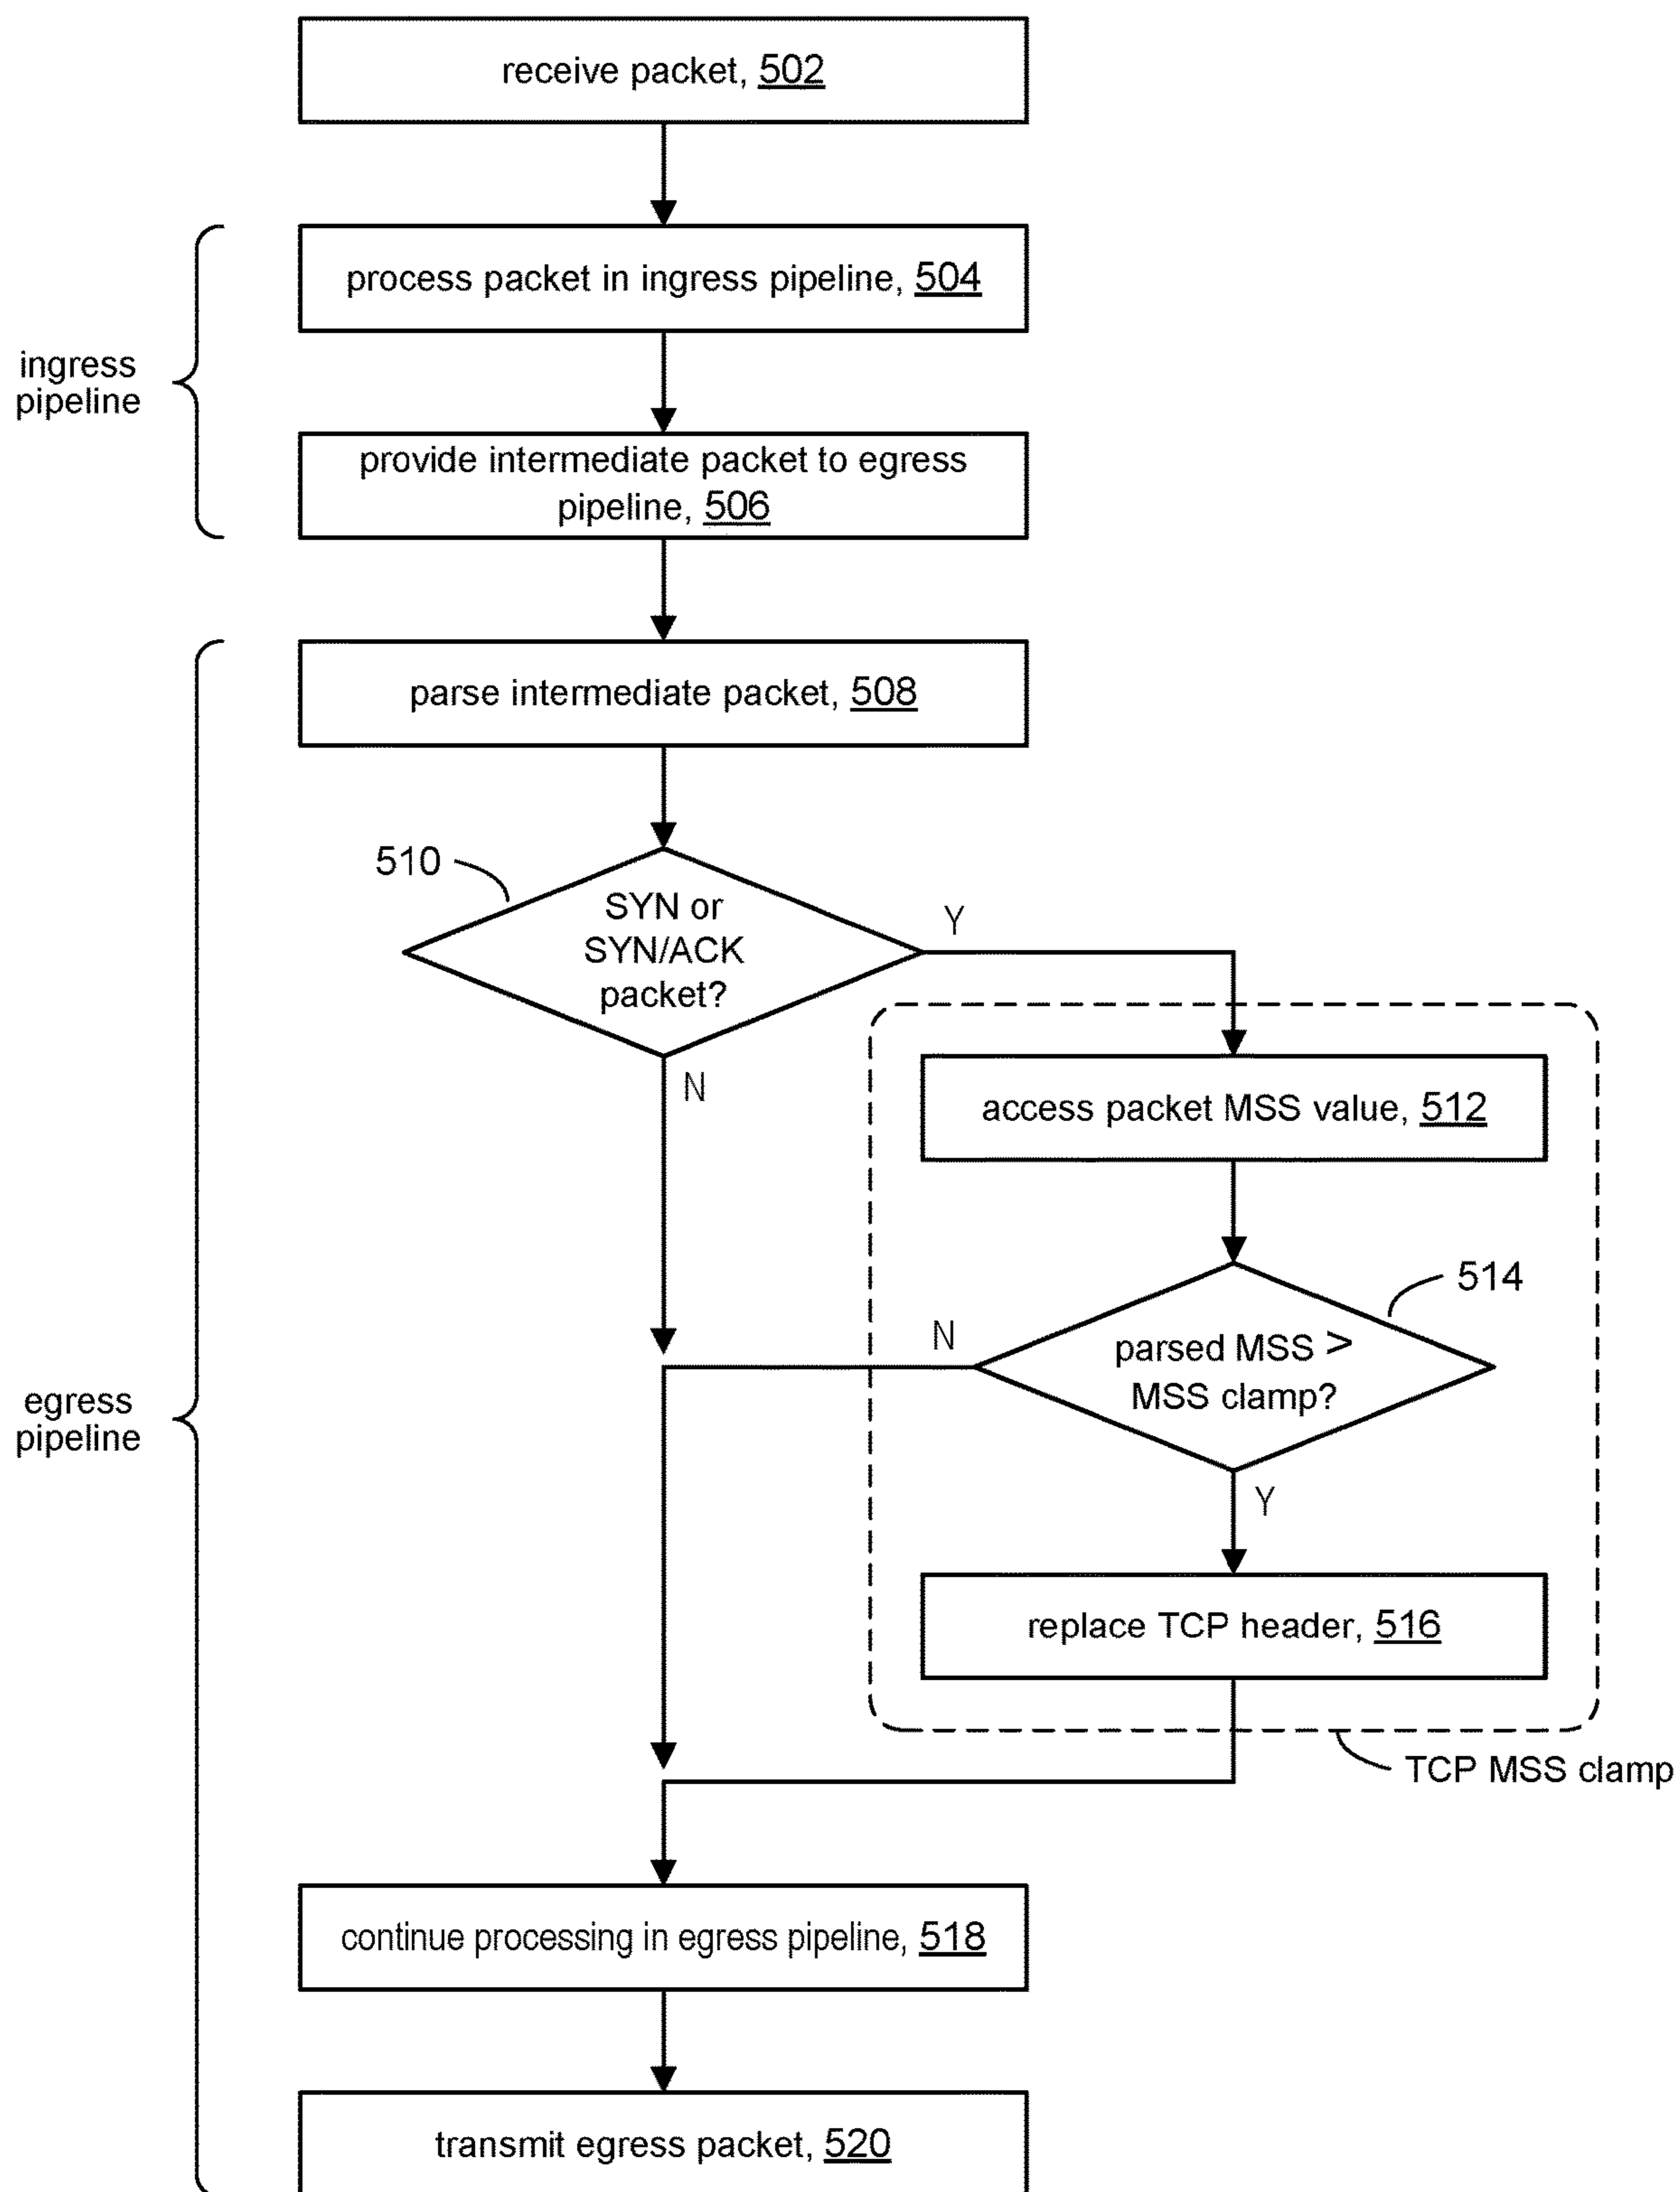 receive packet, 502
process packet in ingress pipeline, 504
ingress
pipeline
provide intermediate packet to egress
pipeline, 506
parse intermediate packet, 508
510
SYN or
SYN/ACK
packet?
Y
N
access packet MSS value, 512
514
parsed MSS >
MSS clamp?
N
Y
egress
pipeline
replace TCP header, 516
TCP MSS clamp
continue processing in egress pipeline, 518
transmit egress packet, 520